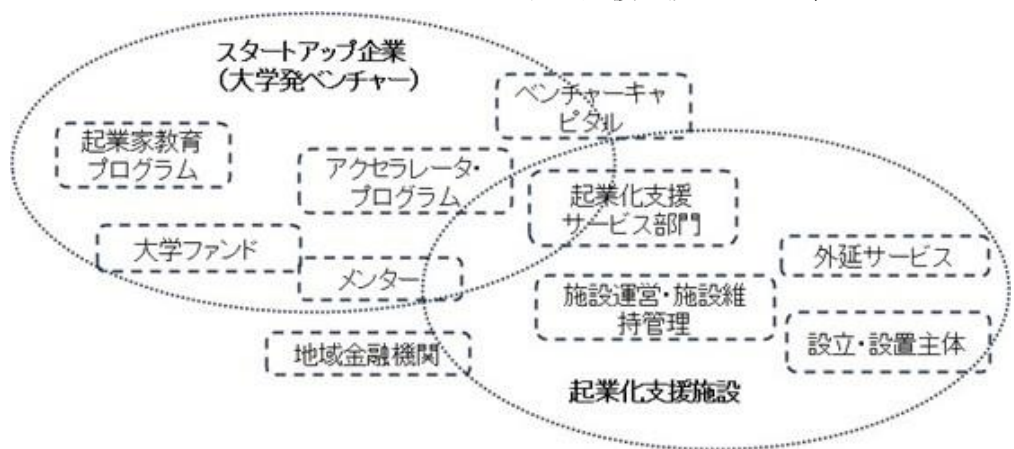 スタートアップ企業
（大学発ベンチャー）
ベンチャーキャ
ピタル
起業家教育
プログラム
アクセラレータ・
プログラム
起業化支援
サービス部門
大学ファンド
メンター
外延サービス
施設運営・施設維
持管理
地域金融機関
設立・設置主体
起業化支援施設